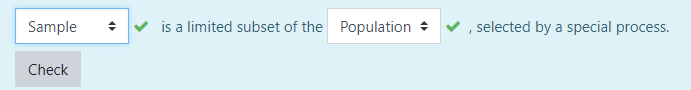 Sample is a limited subset of the Population , selected by a special process.
Check